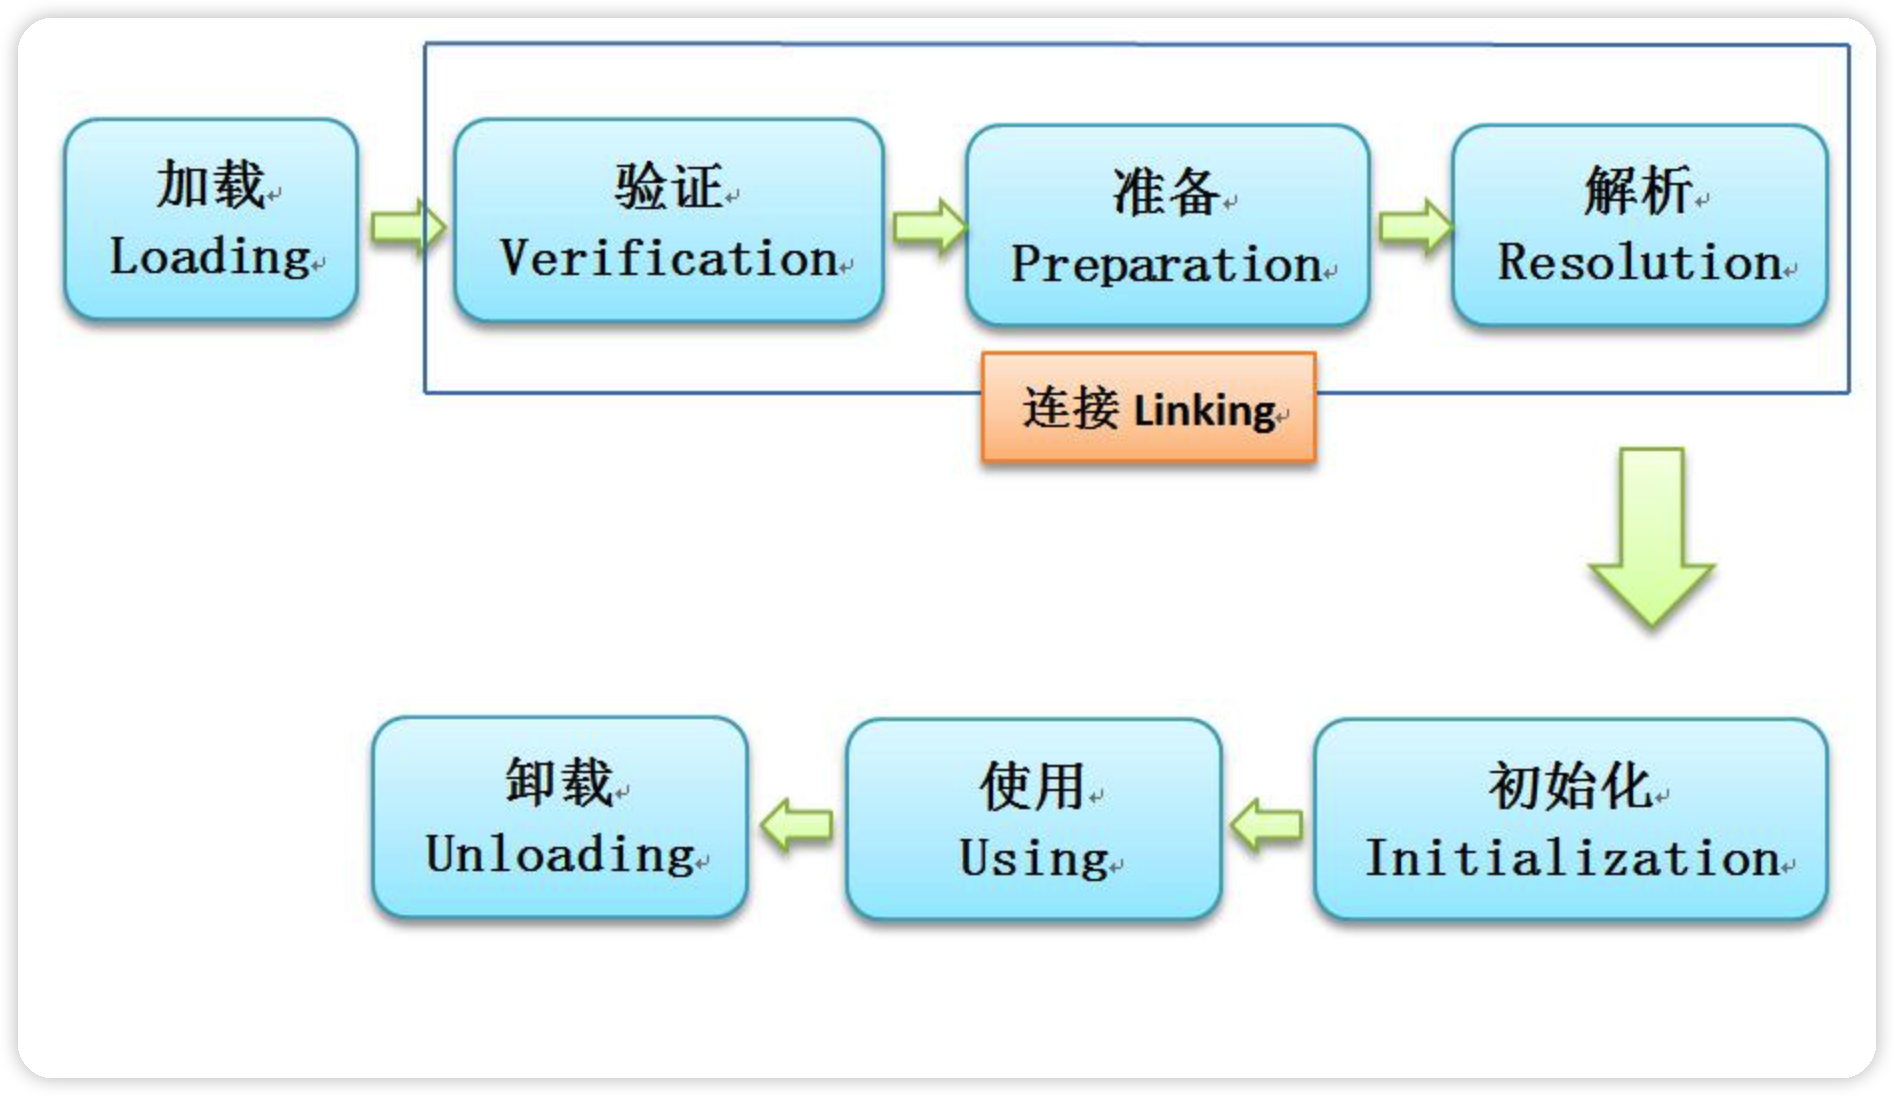 加载
Loading
验证
Verification
准备
Preparation
解析
Resolution
连接 Linking
卸载
Unloading
使用
Using
初始化
Initialization